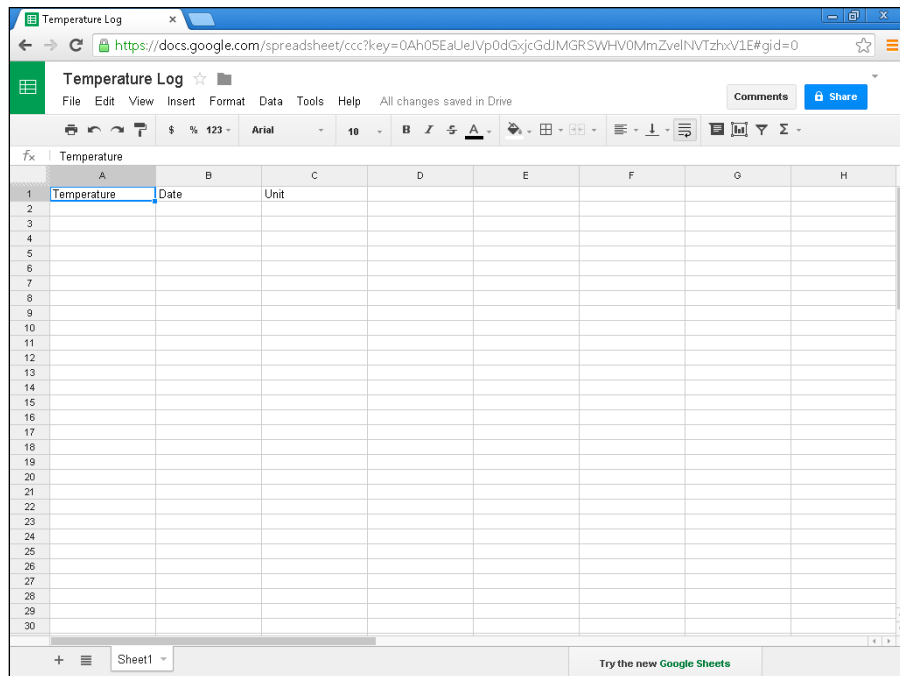 Temperature Log
https://docs.google.com/spreadsheet/ccc?key=0Ah05EaUeJVp0dGxjcGdJMGRSWHV0MmZvelNVTzhxV1E#gid=0
Temperature Log
File Edit View Insert Format Data Tools Help All changes saved in Drive
Comments Share
$ % 123 Arial 10 B I S A Σ
fx Temperature
A B C D E F G H
1 Temperature Date Unit
2
3
4
5
6
7
8
9
10
11
12
13
14
15
16
17
18
19
20
21
22
23
24
25
26
27
28
29
30
Sheet1 Try the new Google Sheets